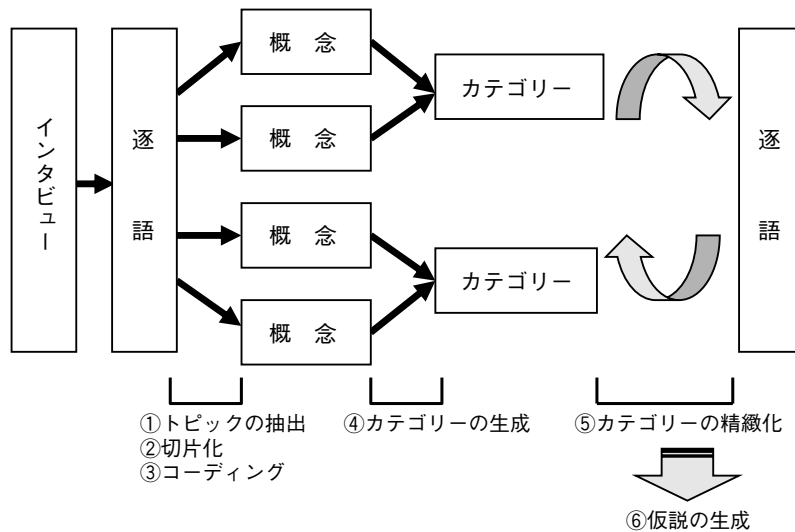 インタビュー
逐語
概 念
概 念
概 念
概 念
カテゴリー
カテゴリー
逐語
①トピックの抽出
②切片化
③コーディング
④カテゴリーの生成
⑤カテゴリーの精緻化
⑥仮説の生成